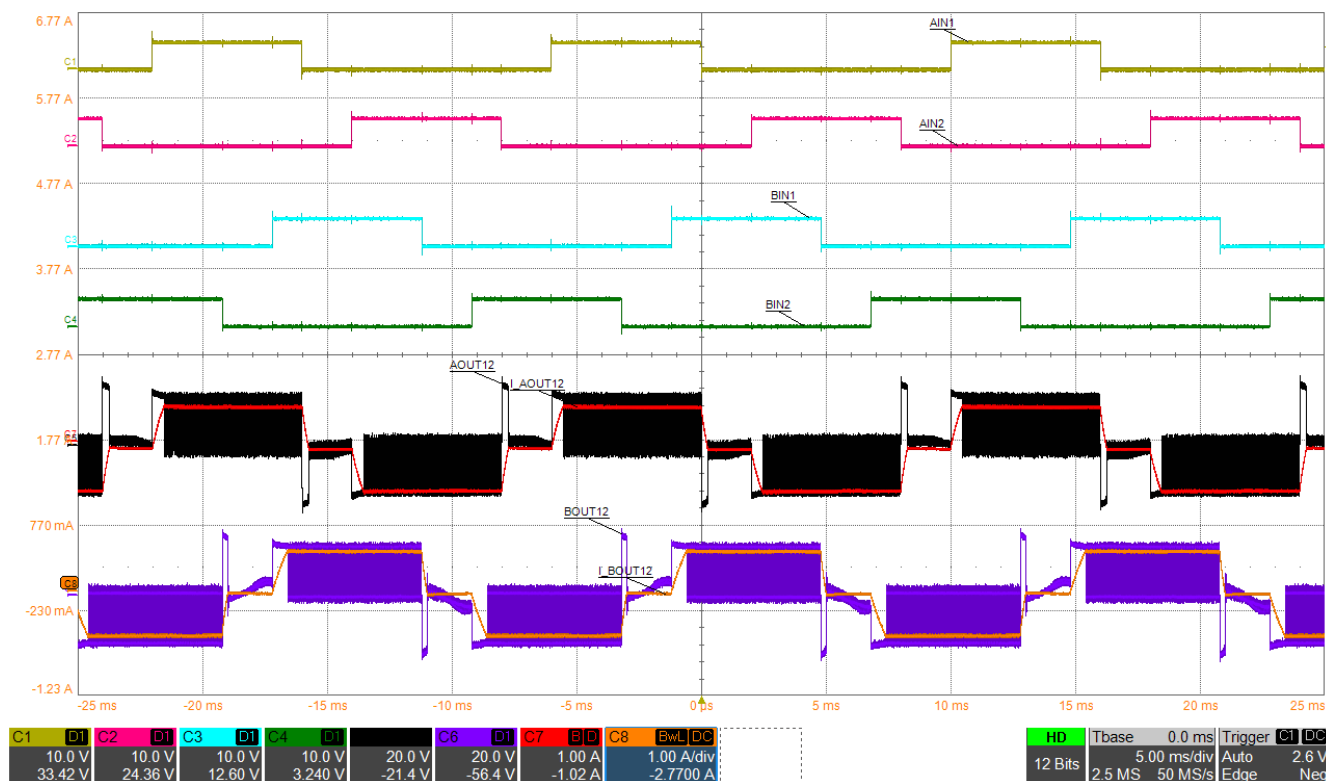 6.77 A
AIN1
C1
5.77 A
C2
AIN2
4.77 A
BIN1
3.77 A
C4
BIN2
2.77 A
AOUT12
I_AOUT12
C7
1.77
770 mA
BOUT12
C8
I_BOUT12
-230 mA
-1.23 A
-25 ms -20 ms -15 ms -10 ms -5 ms 0 ps 5 ms 10 ms 15 ms 20 ms 25 ms
C1 D1 C2 D1 C3 D1 C4 D1 C6 D1 C7 B D C8 BwL DC HD Tbase 0.0 ms Trigger C1 DC
10.0 V 10.0 V 10.0 V 10.0 V 20.0 V 20.0 V 1.00 A 1.00 A/div 12 Bits 5.00 ms/div Auto 2.6 V
33.42 V 24.36 V 12.60 V 3.240 V -21.4 V -56.4 V -1.02 A -2.7700 A 2.5 MS 50 MS/s Edge Neg